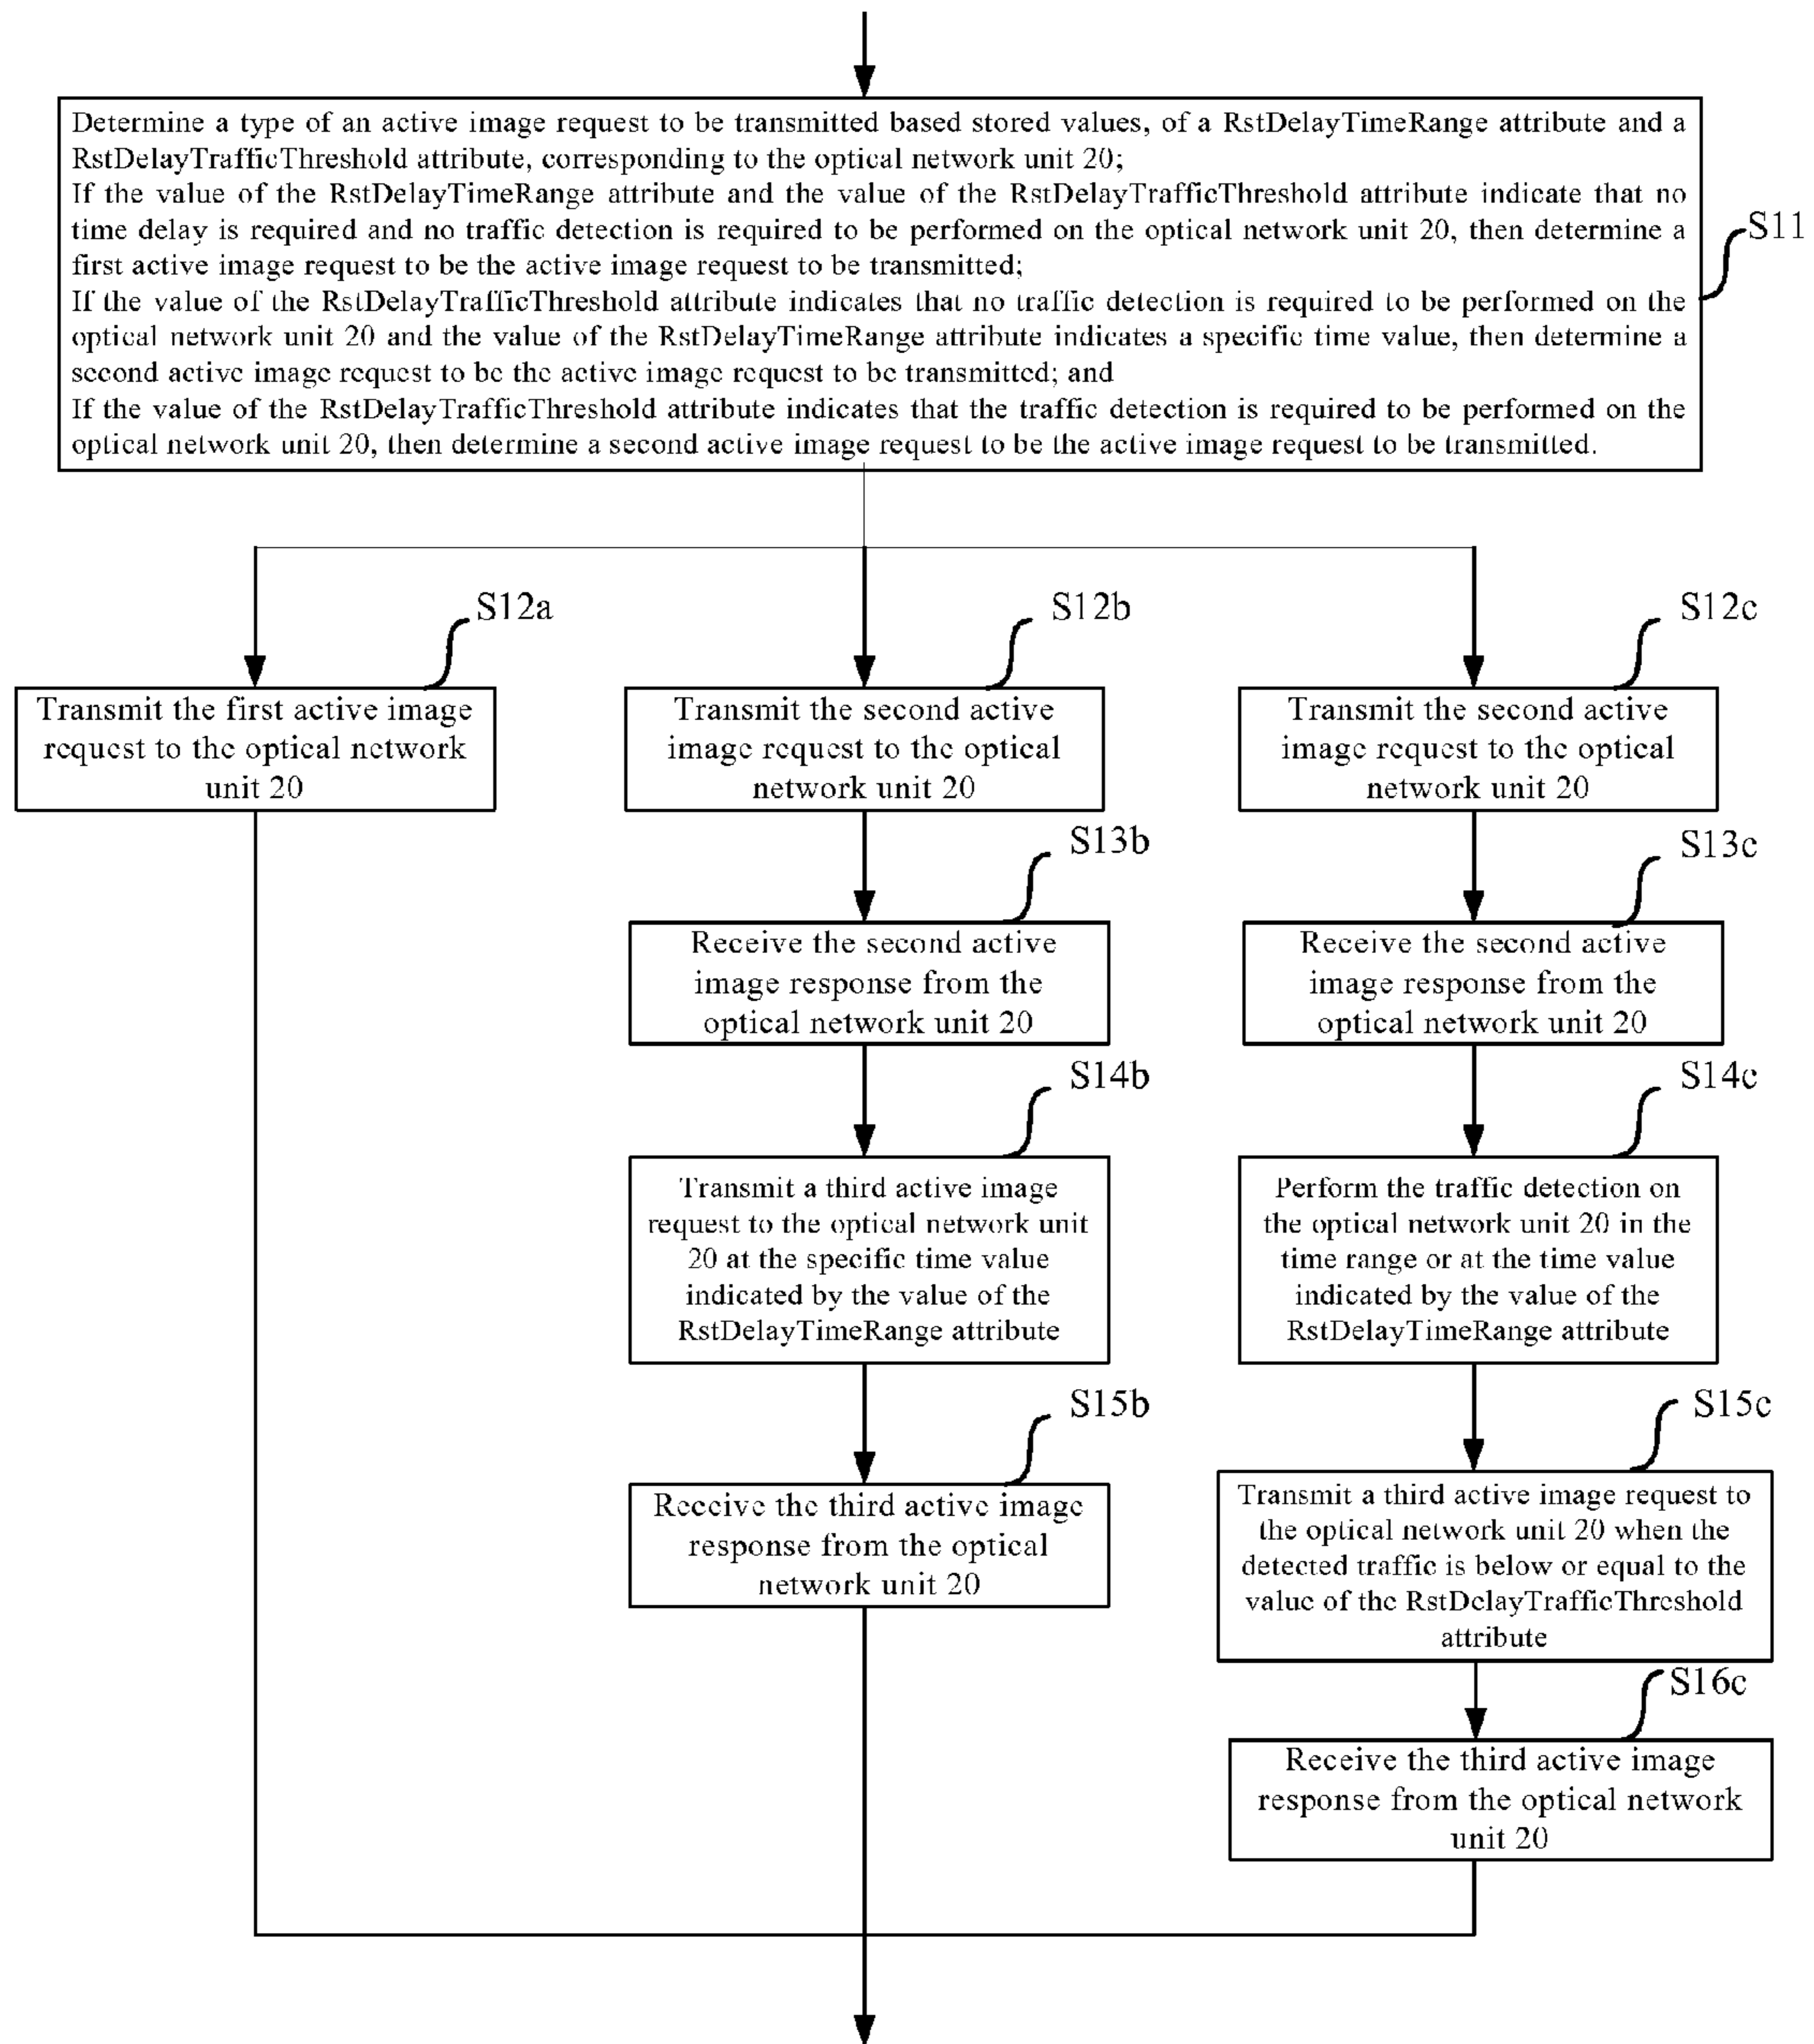 Determine a type of an active image request to be transmitted based stored values, of a RstDelayTimeRange attribute and a
RstDelayTrafficThreshold attribute, corresponding to the optical network unit 20;
If the value of the RstDelayTimeRange attribute and the value of the RstDelayTrafficThreshold attribute indicate that no
time delay is required and no traffic detection is required to be performed on the optical network unit 20, then determine a
first active image request to be the active image request to be transmitted;
If the value of the RstDelayTrafficThreshold attribute indicates that no traffic detection is required to be performed on the
optical network unit 20 and the value of the RstDelayTimeRange attribute indicates a specific time value, then determine a
second active image request to be the active image request to be transmitted; and
If the value of the RstDelayTrafficThreshold attribute indicates that the traffic detection is required to be performed on the
optical network unit 20, then determine a second active image request to be the active image request to be transmitted.
S11
S12a
Transmit the first active image
request to the optical network
unit 20
S12b
Transmit the second active
image request to the optical
network unit 20
S13b
Receive the second active
image response from the
optical network unit 20
S14b
Transmit a third active image
request to the optical network unit
20 at the specific time value
indicated by the value of the
RstDelayTimeRange attribute
S15b
Receive the third active image
response from the optical
network unit 20
S12c
Transmit the second active
image request to the optical
network unit 20
S13c
Receive the second active
image response from the
optical network unit 20
S14c
Perform the traffic detection on
the optical network unit 20 in the
time range or at the time value
indicated by the value of the
RstDelayTimeRange attribute
S15c
Transmit a third active image request to
the optical network unit 20 when the
detected traffic is below or equal to the
value of the RstDelayTrafficThreshold
attribute
S16c
Receive the third active image
response from the optical network
unit 20